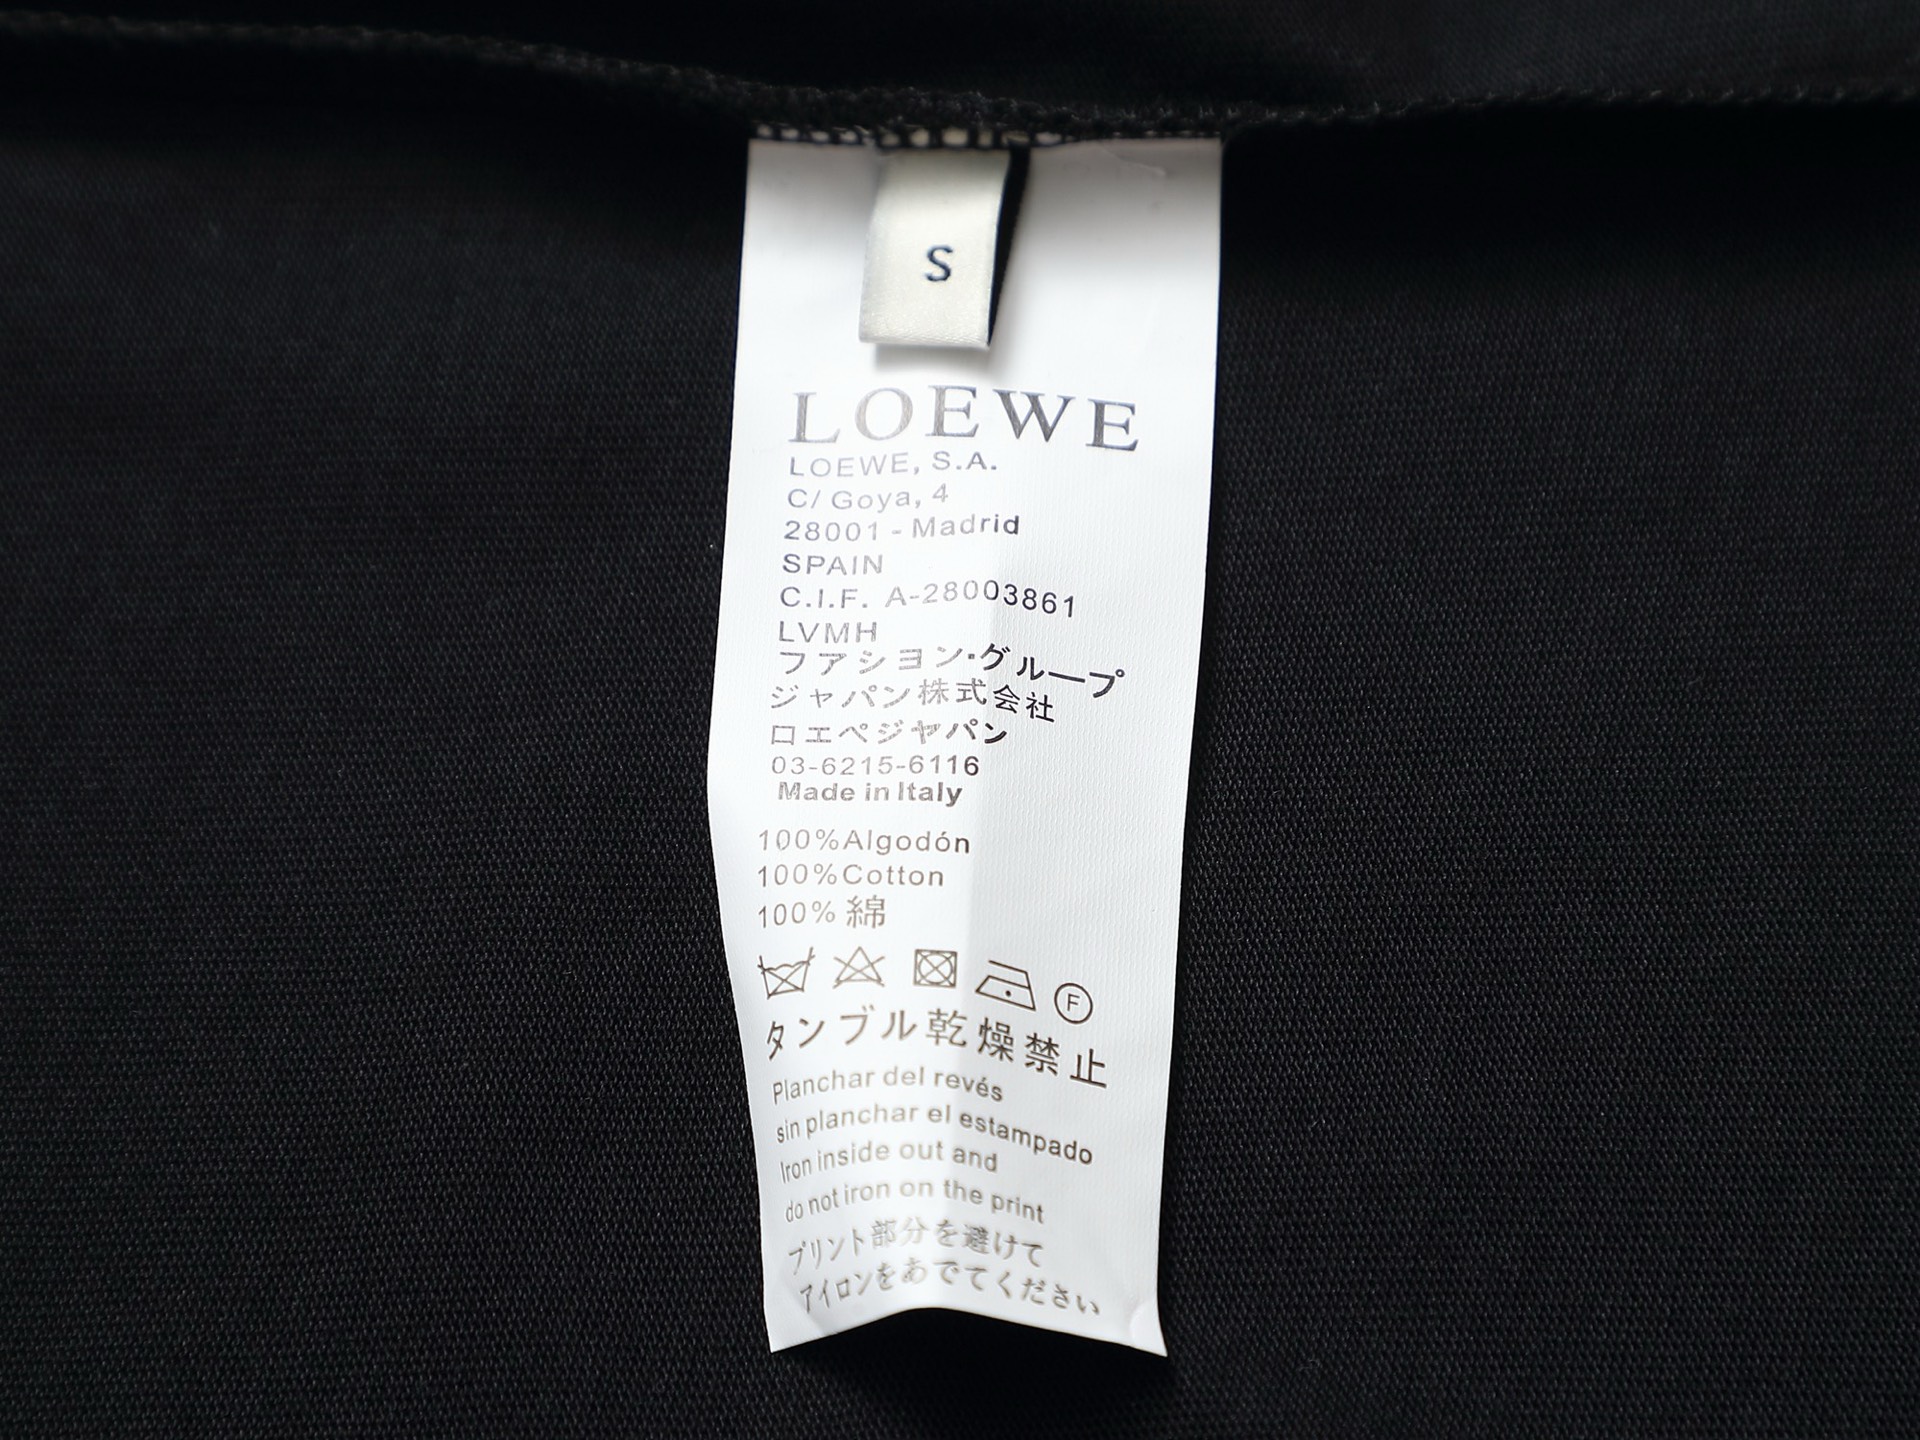 S
LOEWE
LOEWE, S.A.
C/ Goya, 4
28001 - Madrid
SPAIN
C.I.F. A-28003861
LVMH
フアシヨン・グループ
ジャパン株式会社
ロエペジヤパン
03-6215-6116
Made in Italy
100%Algodón
100%Cotton
100% 綿
F
タンブル乾燥禁止
Planchar del revés
sin planchar el estampado
Iron inside out and
do not iron on the print
プリント部分を避けて
アイロンをあでてください